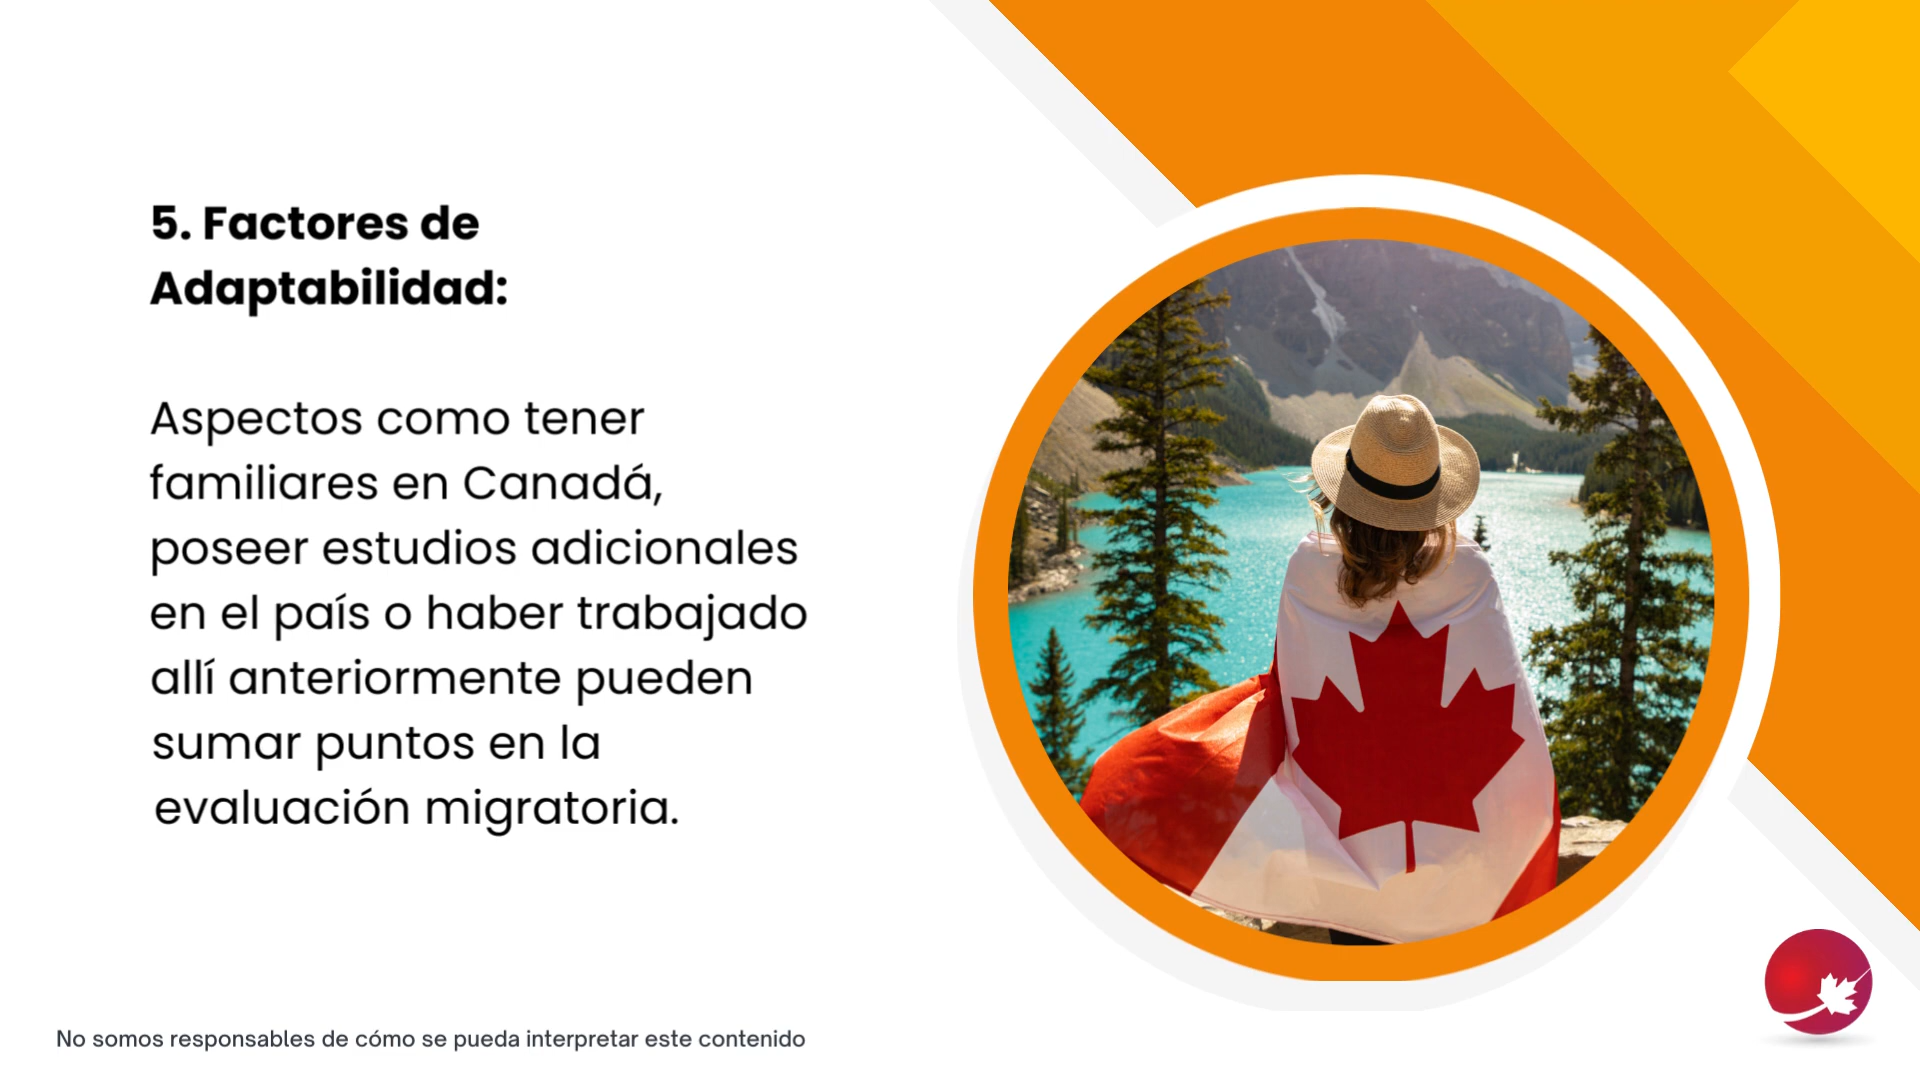 5. Factores de
Adaptabilidad:
Aspectos como tener
familiares en Canadá,
poseer estudios adicionales
en el país o haber trabajado
allí anteriormente pueden
sumar puntos en la
evaluación migratoria.
No somos responsables de cómo se pueda interpretar este contenido